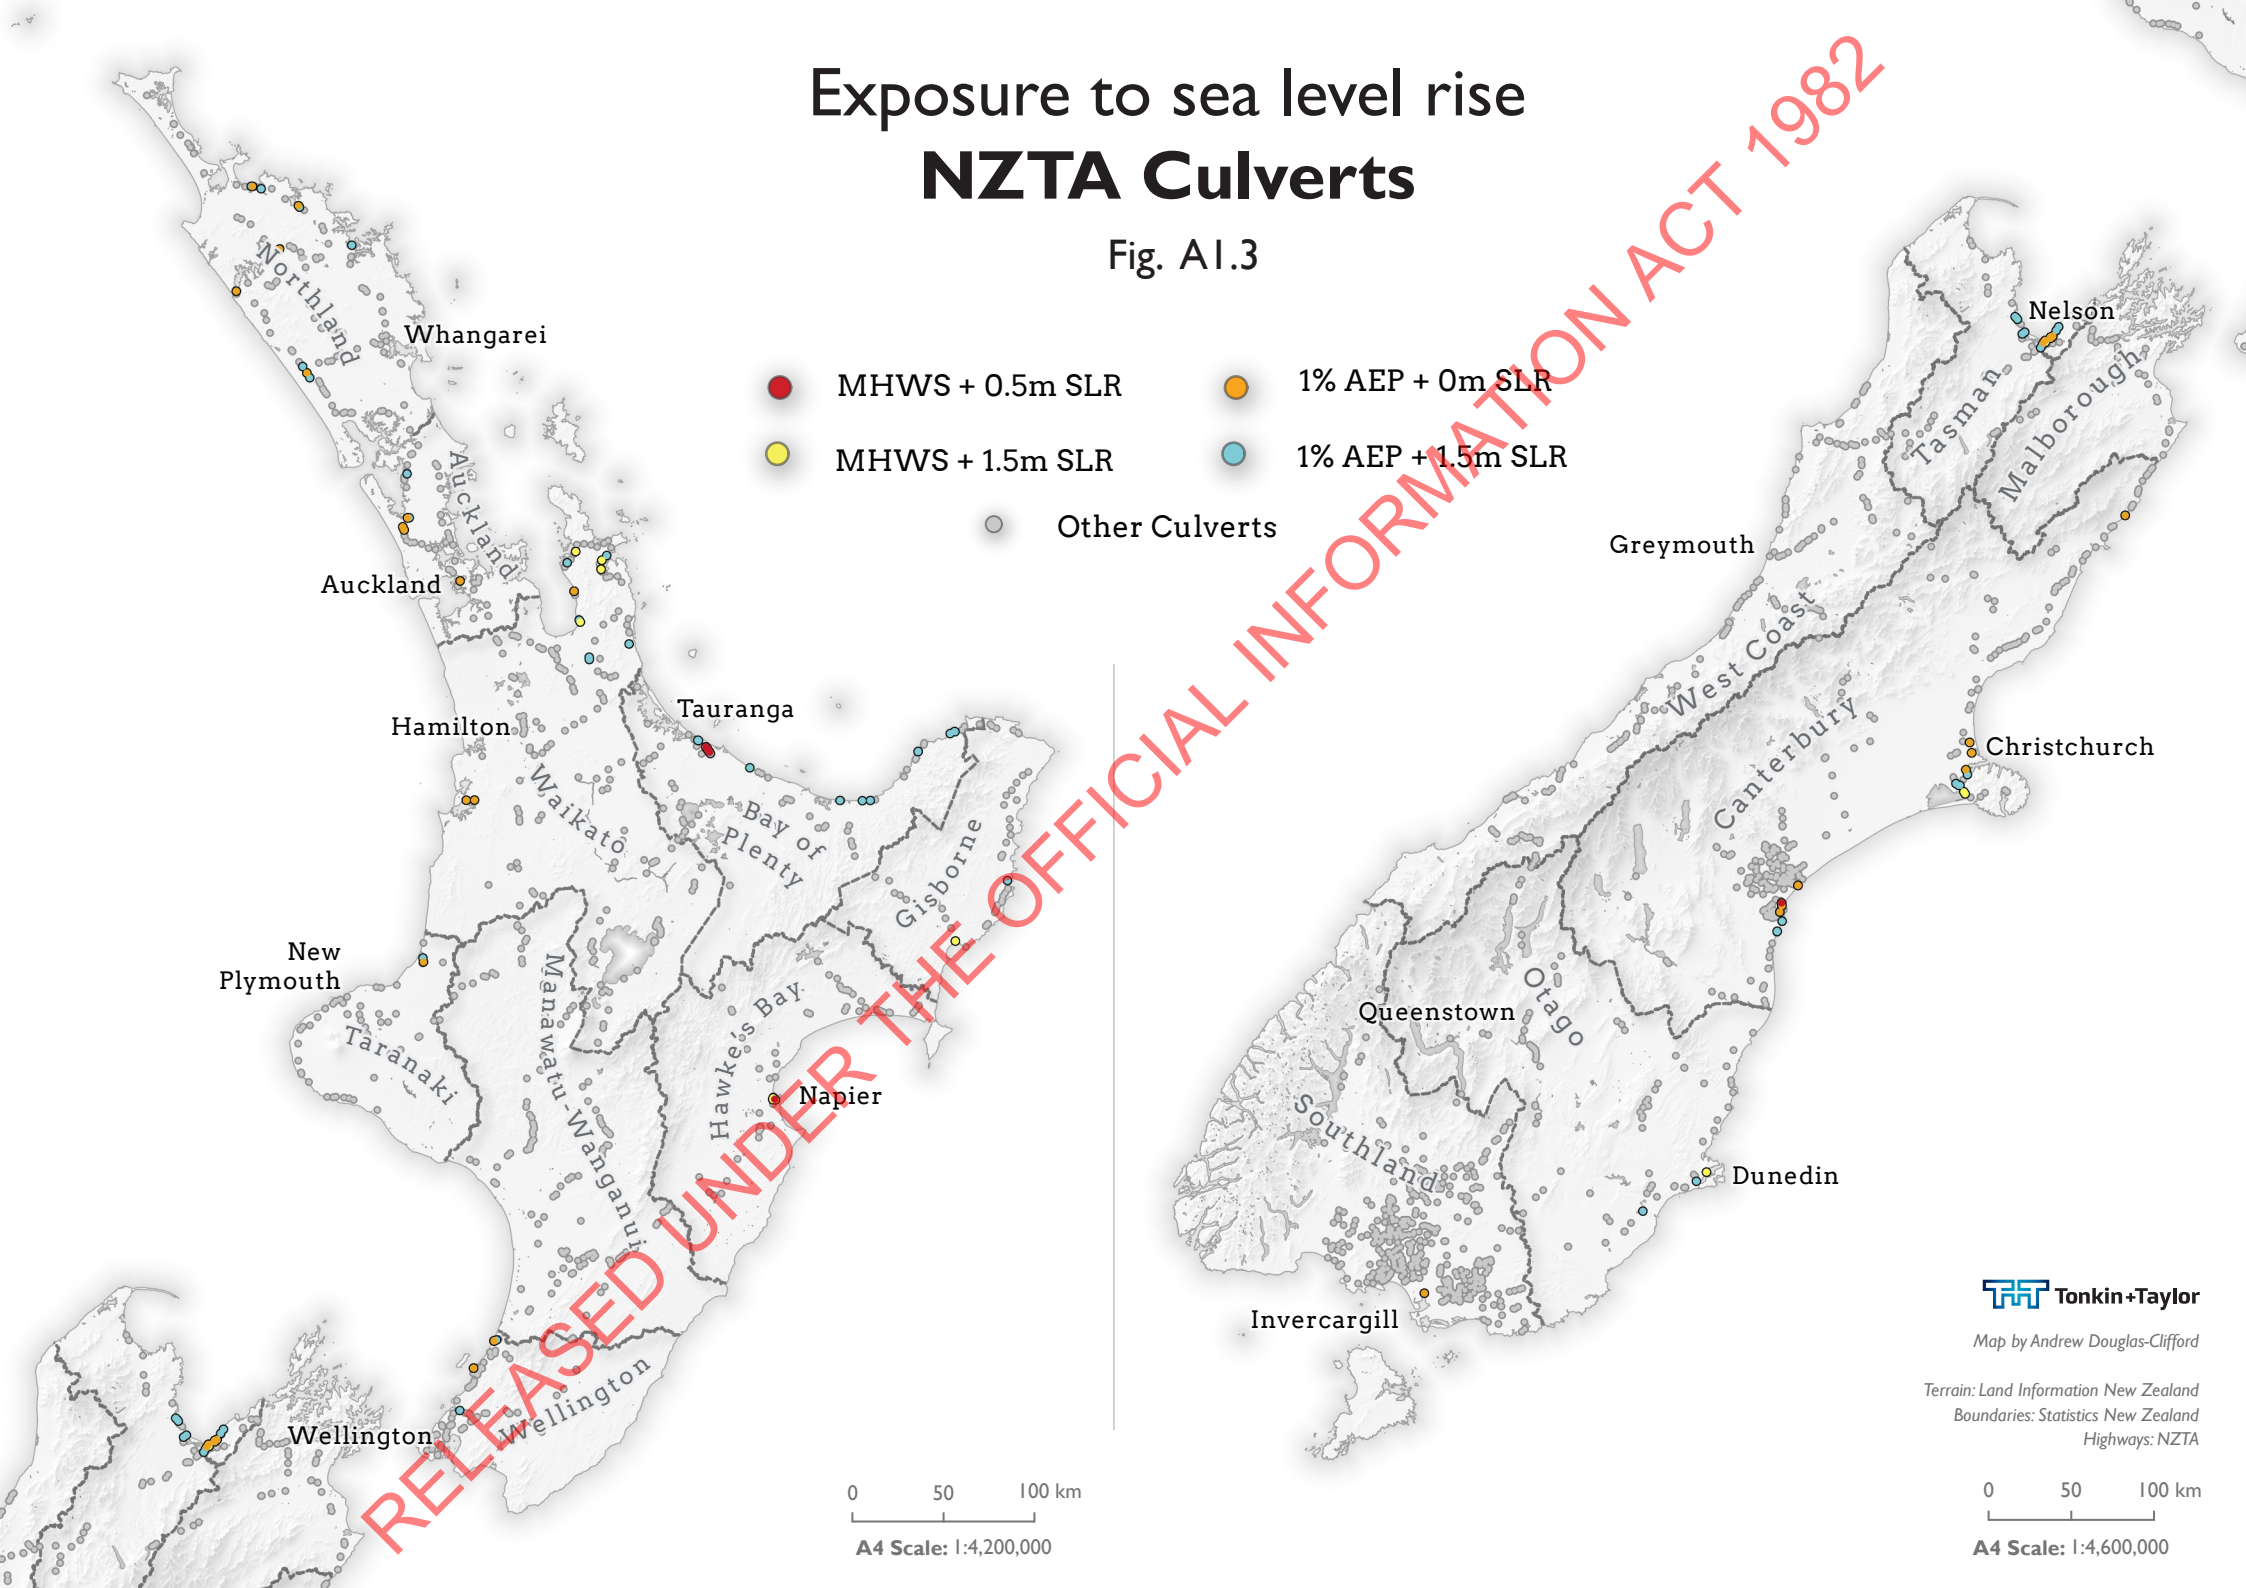 Exposure to sea level rise
NZTA Culverts
Fig. A1.3
MHWS + 0.5m SLR
1% AEP + 0m SLR
MHWS + 1.5m SLR
1% AEP + 1.5m SLR
Other Culverts
RELEASED UNDER THE OFFICIAL INFORMATION ACT 1982
Northland
Whangarei
Auckland
Auckland
Hamilton
Tauranga
Waikato
Bay of
Plenty
Gisborne
New
Plymouth
Taranaki
Manawatu-Wanganui
Hawke's Bay
Napier
Wellington
Wellington
0 50 100 km
A4 Scale: 1:4,200,000
Nelson
Tasman
Malborough
Greymouth
West Coast
Canterbury
Christchurch
Queenstown
Otago
Southland
Dunedin
Invercargill
Tonkin+Taylor
Map by Andrew Douglas-Clifford
Terrain: Land Information New Zealand
Boundaries: Statistics New Zealand
Highways: NZTA
0 50 100 km
A4 Scale: 1:4,600,000